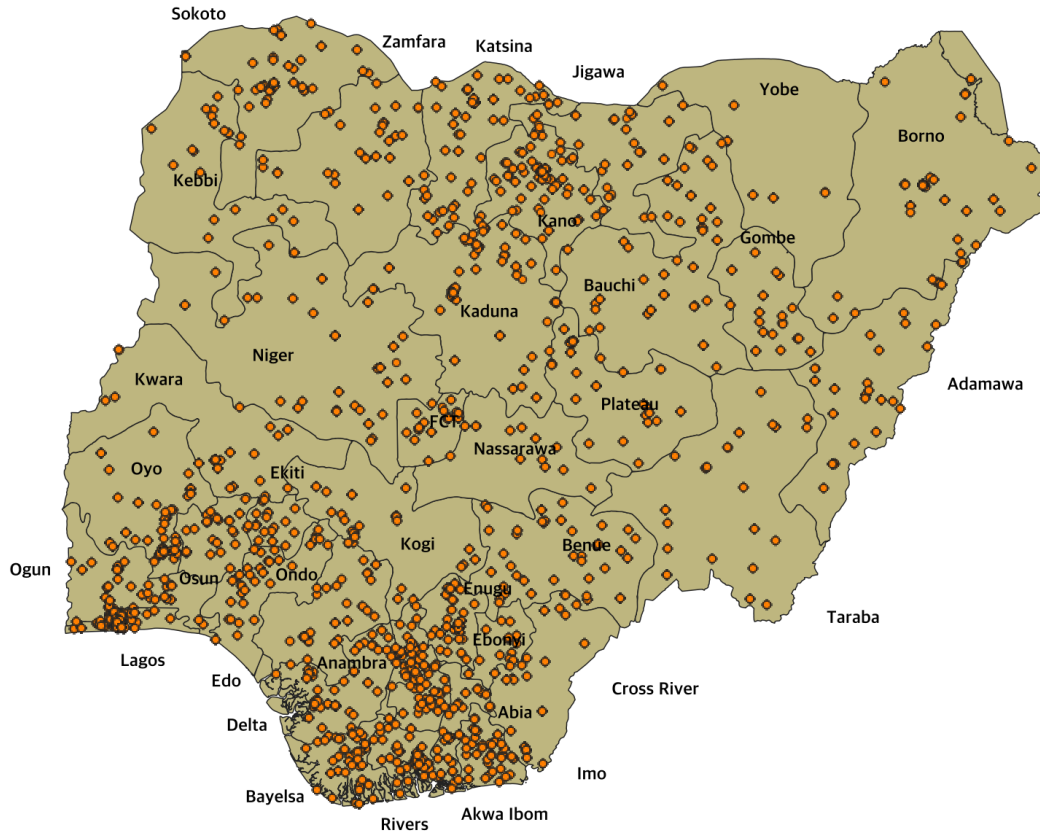 Sokoto
Zamfara
Katsina
Jigawa
Yobe
Borno
Kebbi
Kano
Gombe
Bauchi
Kaduna
Niger
Kwara
Adamawa
Plateau
FCT
Nassarawa
Oyo
Ekiti
Kogi
Benue
Ogun
Osun
Ondo
Enugu
Taraba
Ebonyi
Lagos
Anambra
Edo
Cross River
Delta
Abia
Imo
Bayelsa
Akwa Ibom
Rivers